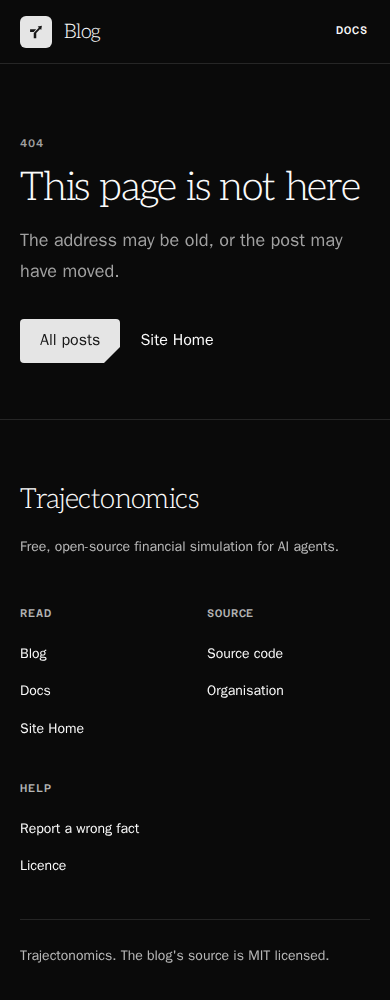 Blog
DOCS
404
This page is not here
The address may be old, or the post may
have moved.
All posts
Site Home
Trajectonomics
Free, open-source financial simulation for AI agents.
READ
Blog
Docs
Site Home
SOURCE
Source code
Organisation
HELP
Report a wrong fact
Licence
Trajectonomics. The blog's source is MIT licensed.